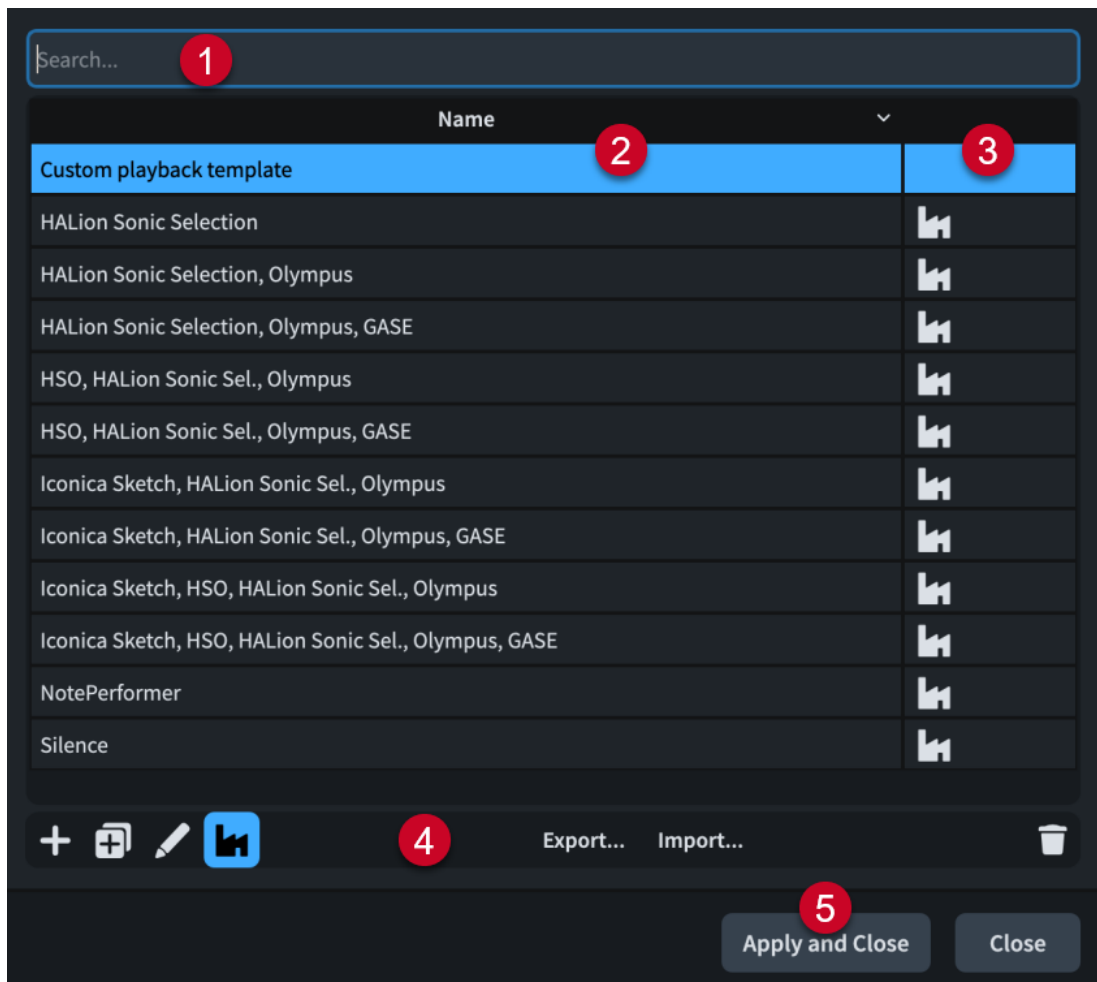 Search... 1
Name
2
3
Custom playback template
HALion Sonic Selection
HALion Sonic Selection, Olympus
HALion Sonic Selection, Olympus, GASE
HSO, HALion Sonic Sel., Olympus
HSO, HALion Sonic Sel., Olympus, GASE
Iconica Sketch, HALion Sonic Sel., Olympus
Iconica Sketch, HALion Sonic Sel., Olympus, GASE
Iconica Sketch, HSO, HALion Sonic Sel., Olympus
Iconica Sketch, HSO, HALion Sonic Sel., Olympus, GASE
NotePerformer
Silence
4 Export... Import...
5
Apply and Close Close